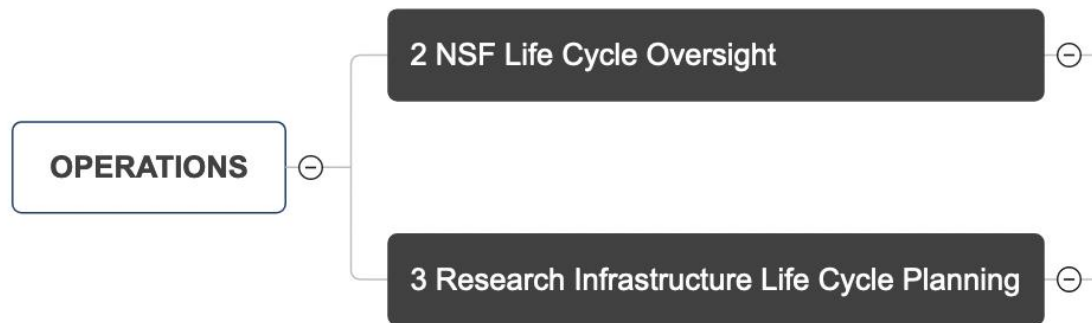 2 NSF Life Cycle Oversight
OPERATIONS
3 Research Infrastructure Life Cycle Planning